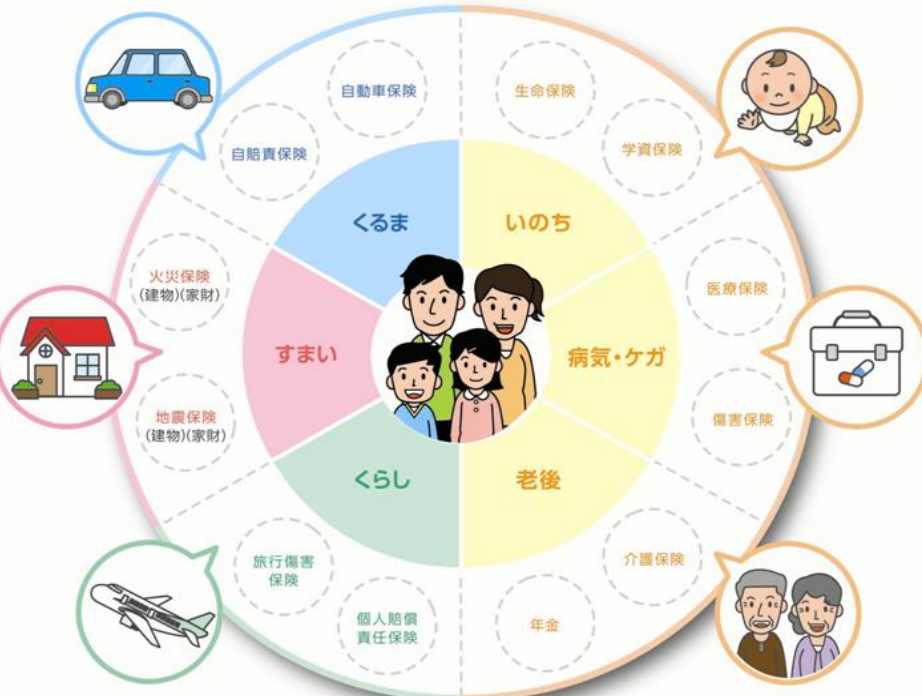 自動車保険
自賠責保険
くるま
生命保険
学資保険
いのち
医療保険
傷害保険
病気・ケガ
介護保険
年金
老後
旅行傷害
保険
個人賠償
責任保険
くらし
火災保険
(建物)(家財)
地震保険
(建物)(家財)
すまい